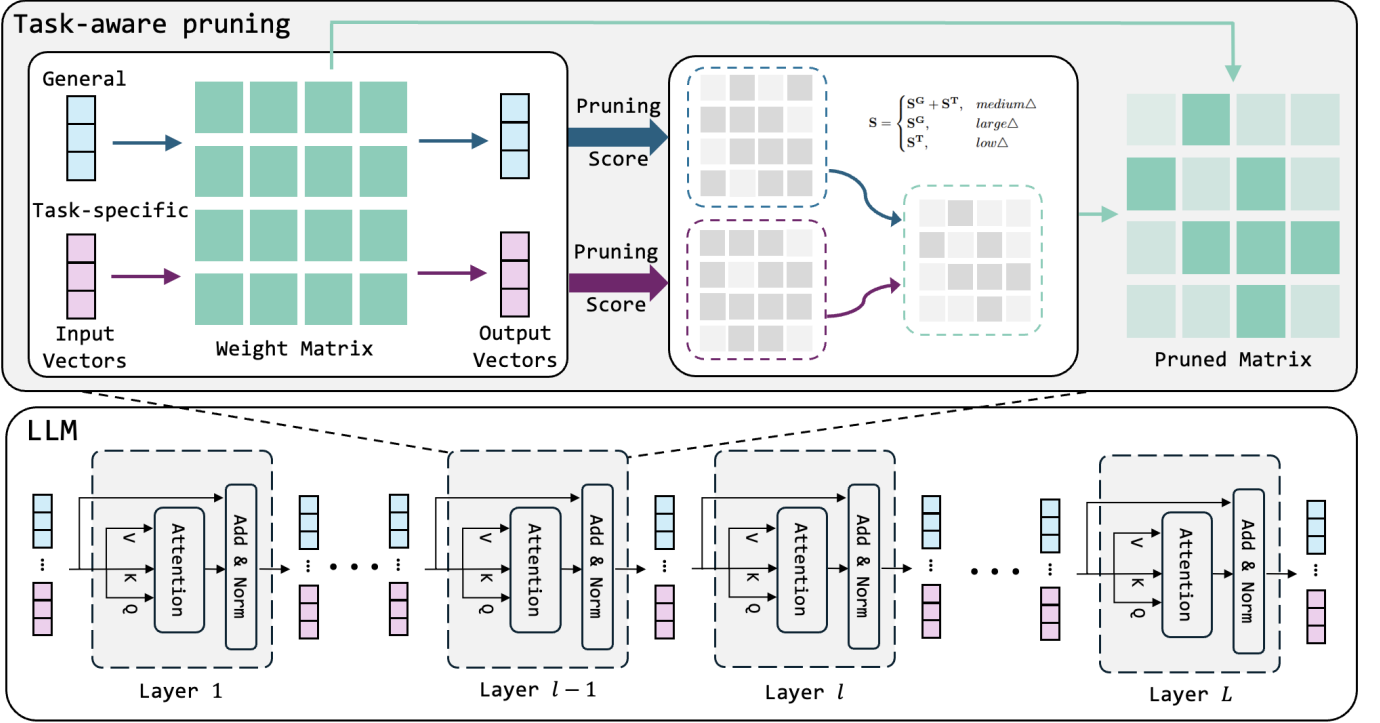 Task-aware pruning
General
Task-specific
Input
Vectors
Weight Matrix
Output
Vectors
Pruning
Score
Pruning
Score
S = { S^G + S^T, medium△
S^G, large△
S^T, low△
Pruned Matrix
LLM
V
K
Q
Attention
Add & Norm
Layer 1
V
K
Q
Attention
Add & Norm
Layer l − 1
V
K
Q
Attention
Add & Norm
Layer l
V
K
Q
Attention
Add & Norm
Layer L